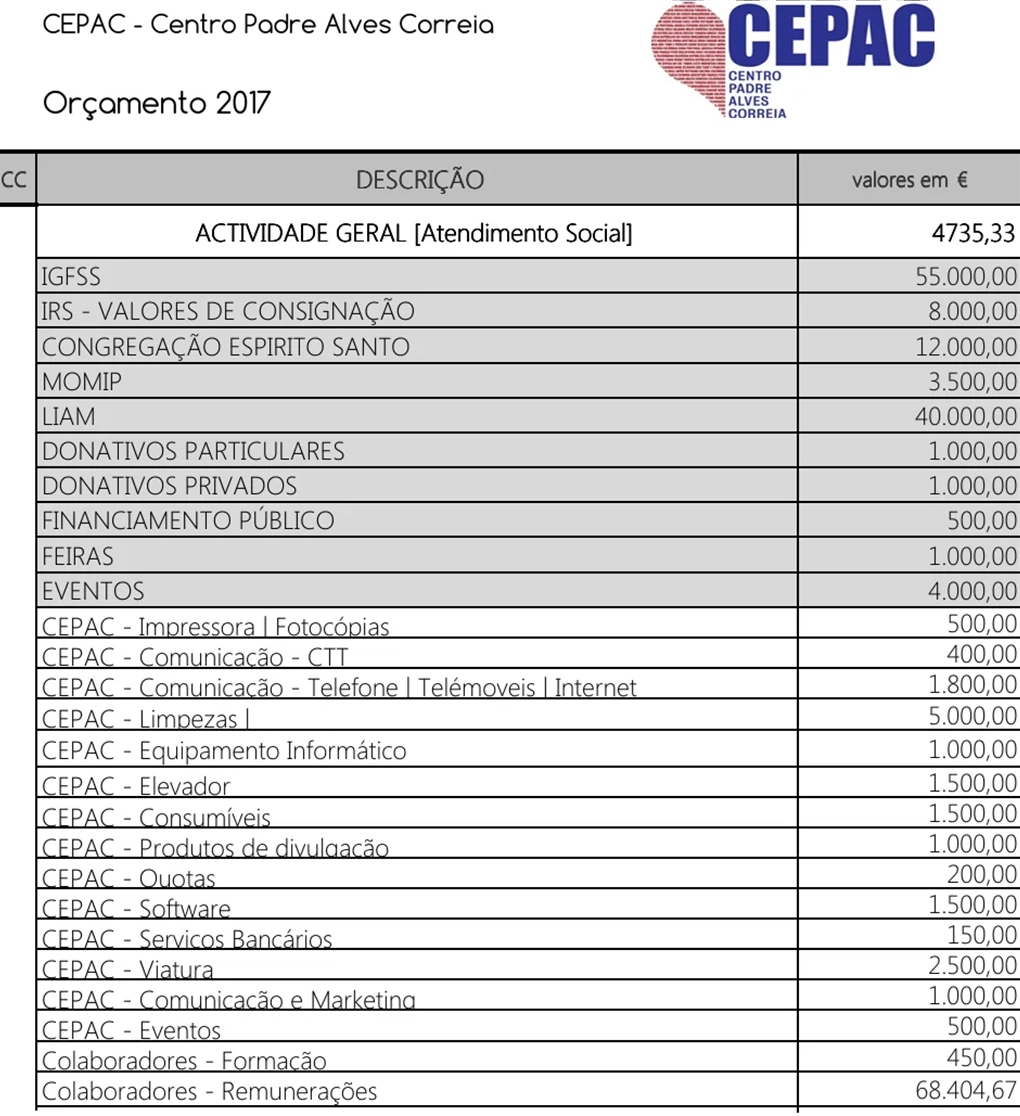 CEPAC - Centro Padre Alves Correia
CEPAC
CENTRO
PADRE
ALVES
CORREIA
Orçamento 2017
CC DESCRIÇÃO valores em €
ACTIVIDADE GERAL [Atendimento Social] 4735,33
IGFSS 55.000,00
IRS - VALORES DE CONSIGNAÇÃO 8.000,00
CONGREGAÇÃO ESPIRITO SANTO 12.000,00
MOMIP 3.500,00
LIAM 40.000,00
DONATIVOS PARTICULARES 1.000,00
DONATIVOS PRIVADOS 1.000,00
FINANCIAMENTO PÚBLICO 500,00
FEIRAS 1.000,00
EVENTOS 4.000,00
CEPAC - Impressora | Fotocópias 500,00
CEPAC - Comunicação - CTT 400,00
CEPAC - Comunicação - Telefone | Telémoveis | Internet 1.800,00
CEPAC - Limpezas | 5.000,00
CEPAC - Equipamento Informático 1.000,00
CEPAC - Elevador 1.500,00
CEPAC - Consumíveis 1.500,00
CEPAC - Produtos de divulgação 1.000,00
CEPAC - Quotas 200,00
CEPAC - Software 1.500,00
CEPAC - Serviços Bancários 150,00
CEPAC - Viatura 2.500,00
CEPAC - Comunicação e Marketing 1.000,00
CEPAC - Eventos 500,00
Colaboradores - Formação 450,00
Colaboradores - Remunerações 68.404,67